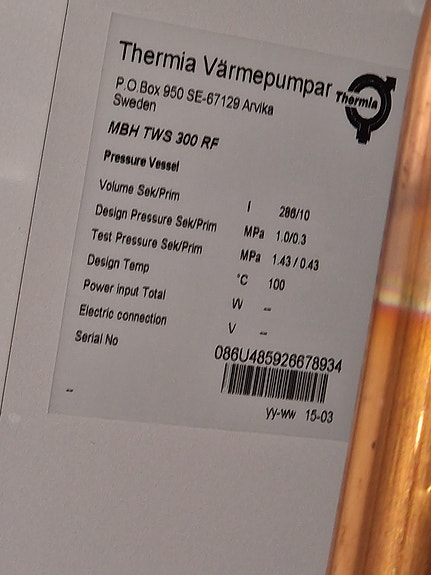 Thermia Värmepumpar
P.O.Box 950 SE-67129 Arvika
Sweden
Thermia
MBH TWS 300 RF
Pressure Vessel
Volume Sek/Prim l 286/10
Design Pressure Sek/Prim MPa 1.0/0.3
Test Pressure Sek/Prim MPa 1.43 / 0.43
Design Temp °C 100
Power input Total W --
Electric connection V --
Serial No 086U485926678934
-- yy-ww 15-03